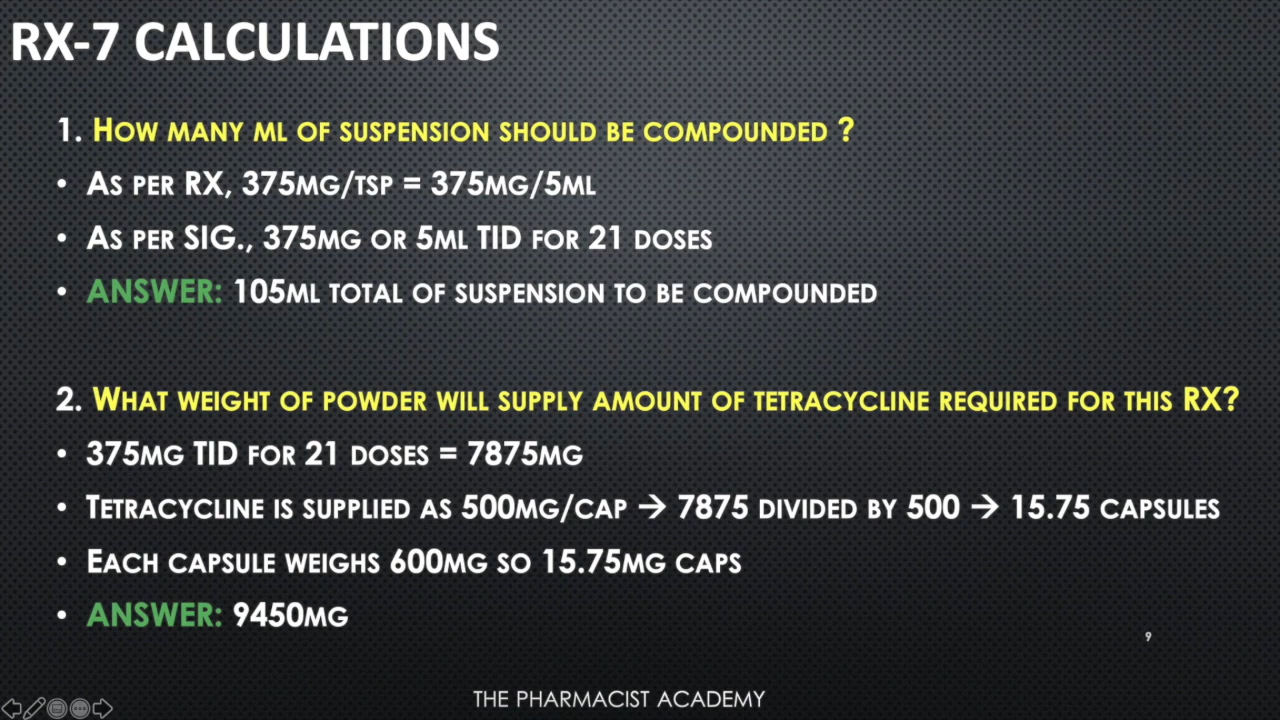 RX-7 CALCULATIONS
1. How many ml of suspension should be compounded ?
• As per RX, 375mg/tsp = 375mg/5ml
• As per SIG., 375mg or 5ml TID for 21 doses
• ANSWER: 105ml total of suspension to be compounded
2. What weight of powder will supply amount of tetracycline required for this RX?
• 375mg TID for 21 doses = 7875mg
• Tetracycline is supplied as 500mg/cap → 7875 divided by 500 → 15.75 capsules
• Each capsule weighs 600mg so 15.75mg caps
• ANSWER: 9450mg
9
THE PHARMACIST ACADEMY